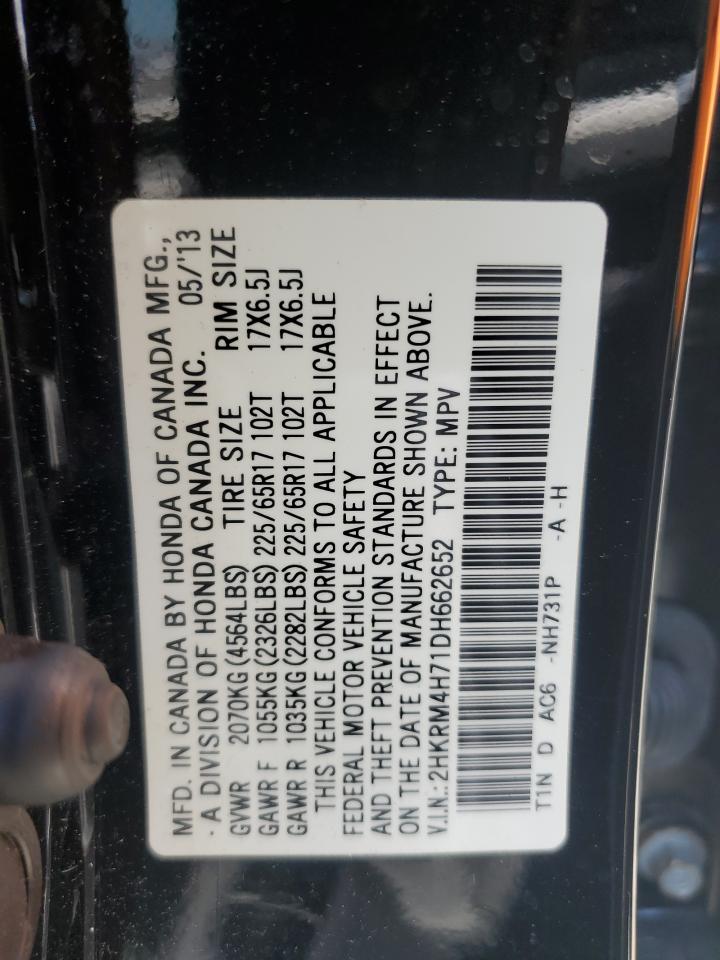 MFD. IN CANADA BY HONDA OF CANADA MFG.,
· A DIVISION OF HONDA CANADA INC. 05/'13
GVWR 2070KG(4564LBS) TIRE SIZE RIM SIZE
GAWR F 1055KG(2326LBS) 225/65R17 102T 17X6.5J
GAWR R 1035KG(2282LBS) 225/65R17 102T 17X6.5J
THIS VEHICLE CONFORMS TO ALL APPLICABLE
FEDERAL MOTOR VEHICLE SAFETY
AND THEFT PREVENTION STANDARDS IN EFFECT
ON THE DATE OF MANUFACTURE SHOWN ABOVE.
V.I.N.:2HKRM4H71DH662652 TYPE: MPV
T1N D AC6 -NH731P -A -H